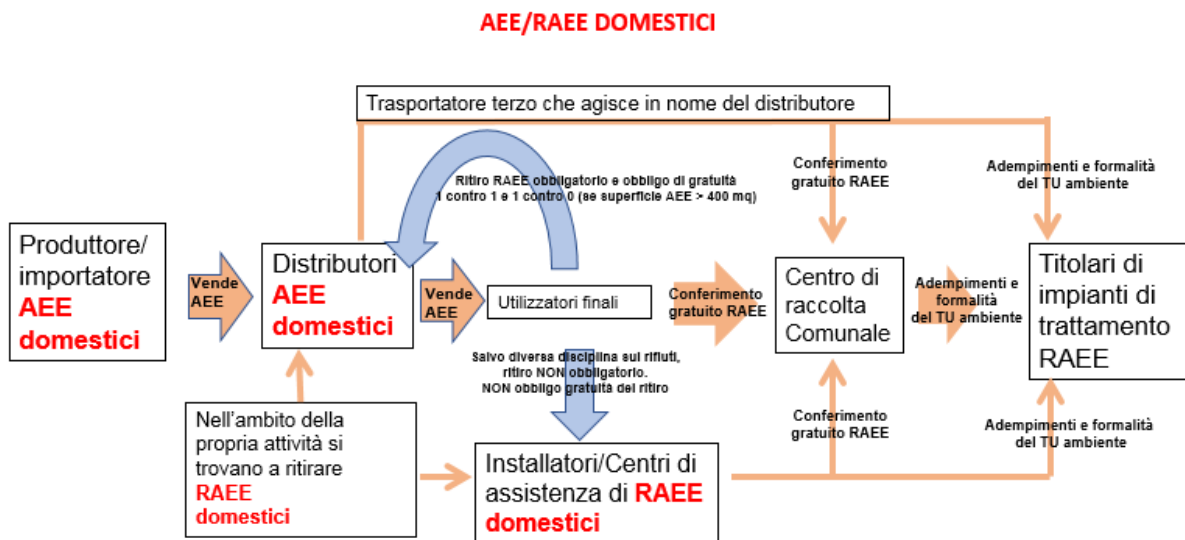 AEE/RAEE DOMESTICI
Trasportatore terzo che agisce in nome del distributore
Ritiro RAEE obbligatorio e obbligo di gratuità
1 contro 1 e 1 contro 0 (se superficie AEE > 400 mq)
Conferimento
gratuito RAEE
Adempimenti e formalità
del TU ambiente
Produttore/
importatore
AEE
domestici
Vende
AEE
Distributori
AEE
domestici
Vende
AEE
Utilizzatori finali
Conferimento
gratuito RAEE
Centro di
raccolta
Comunale
Adempimenti e
formalità
del TU ambiente
Titolari di
impianti di
trattamento
RAEE
Salvo diversa disciplina sui rifiuti,
ritiro NON obbligatorio.
NON obbligo gratuità del ritiro
Nell'ambito della
propria attività si
trovano a ritirare
RAEE
domestici
Installatori/Centri di
assistenza di RAEE
domestici
Conferimento
gratuito RAEE
Adempimenti e formalità
del TU ambiente